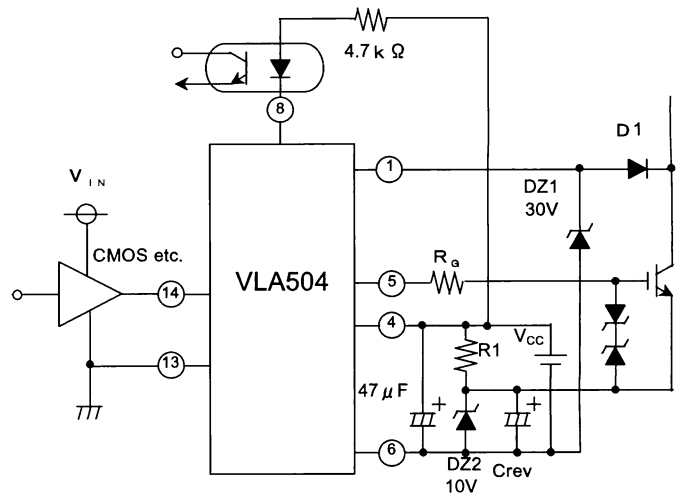 4.7k Ω
8
D1
1
V IN
DZ1
30V
CMOS etc.
VLA504
RG
14
5
4
VCC
R1
13
47μF
+
+
6
DZ2
10V
Crev